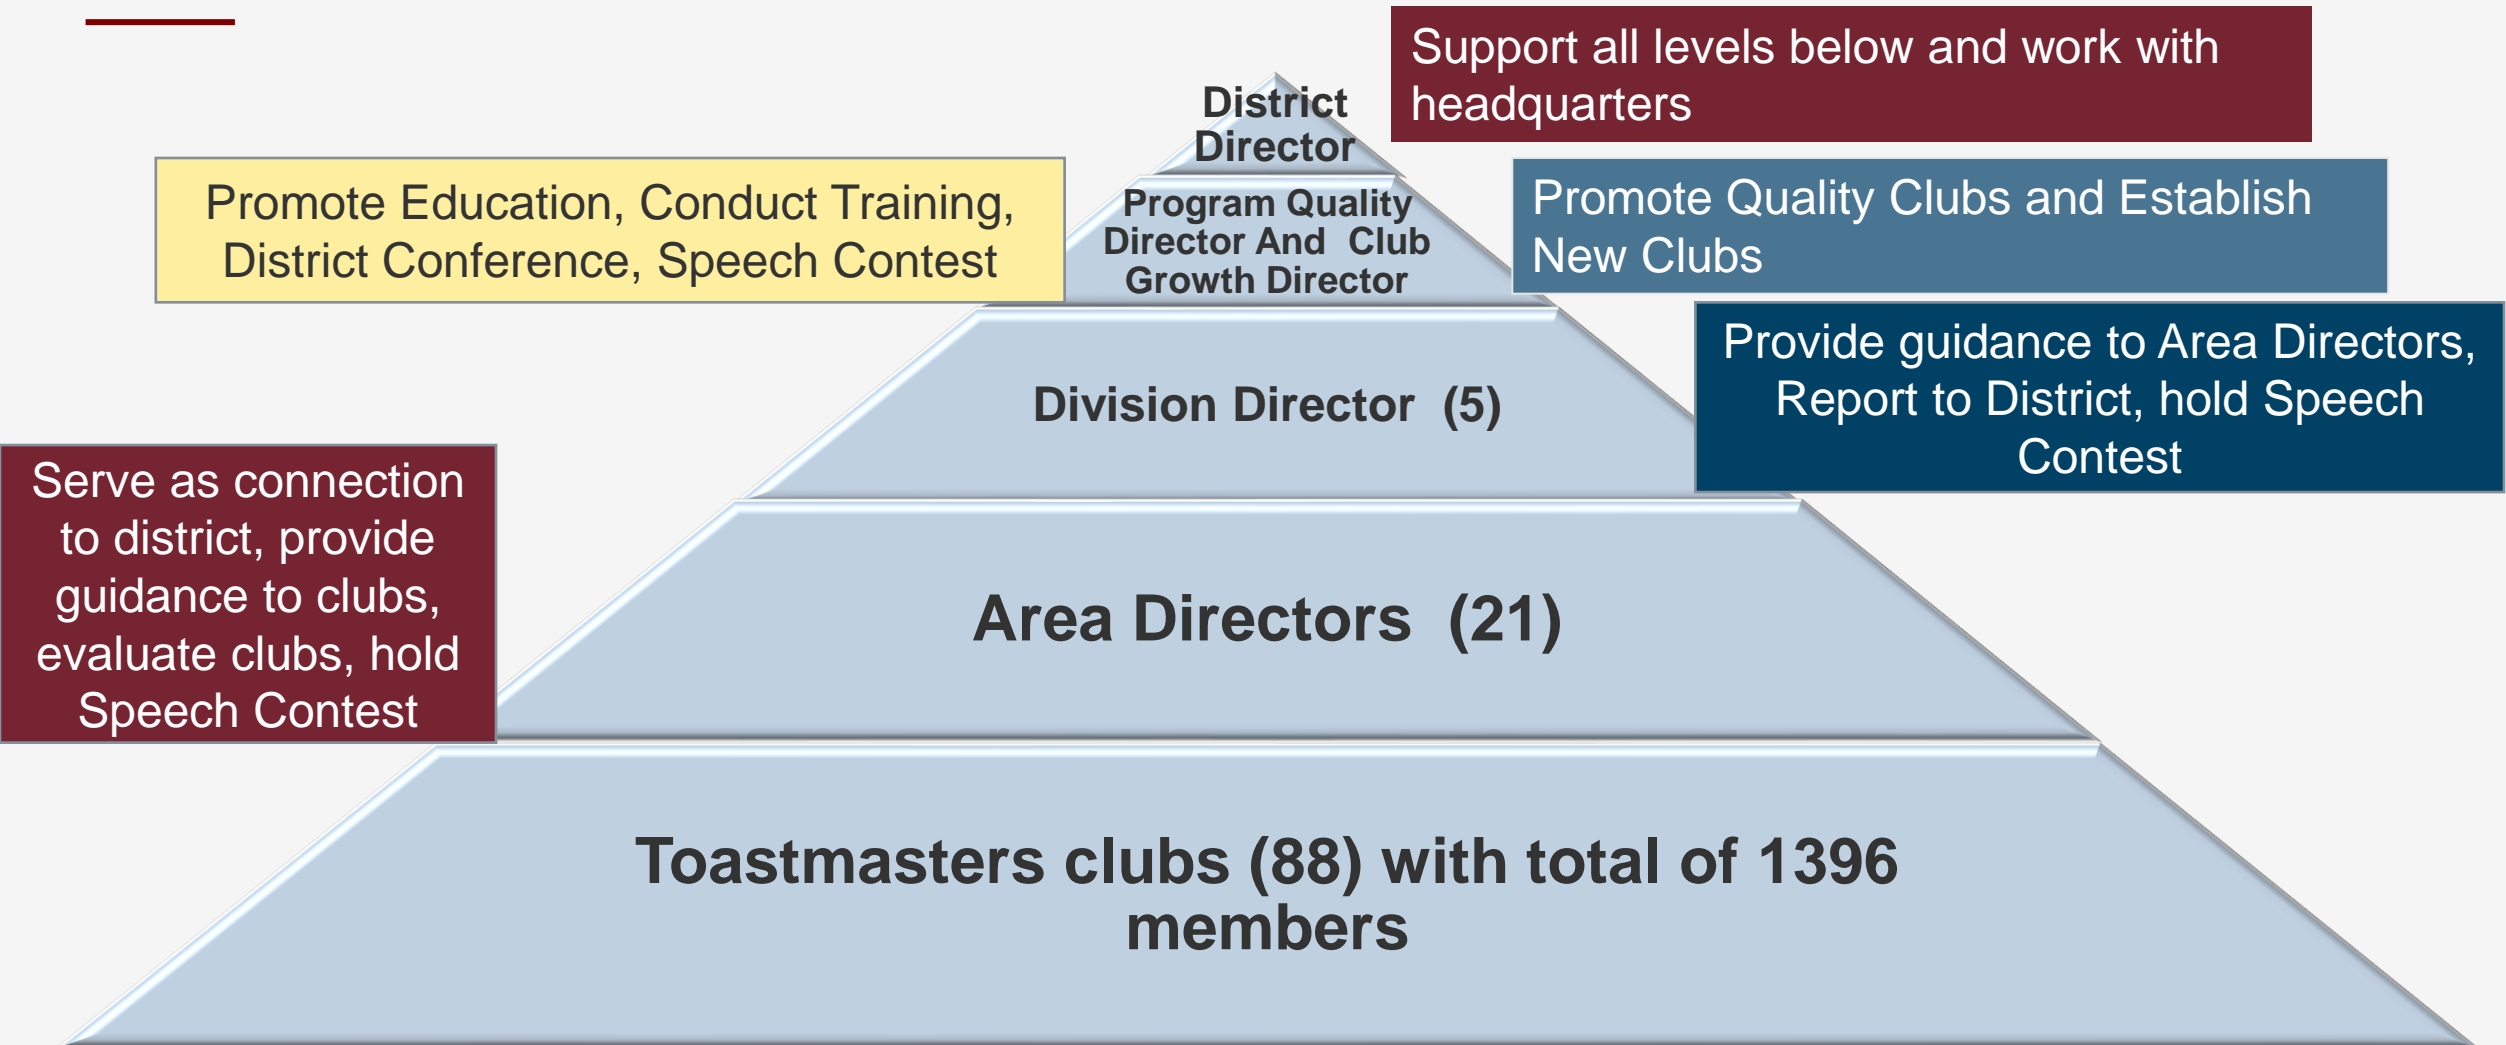 Support all levels below and work with
headquarters
District
Director
Promote Education, Conduct Training,
District Conference, Speech Contest
Program Quality
Director And  Club
Growth Director
Promote Quality Clubs and Establish
New Clubs
Division Director  (5)
Provide guidance to Area Directors,
Report to District, hold Speech
Contest
Serve as connection
to district, provide
guidance to clubs,
evaluate clubs, hold
Speech Contest
Area Directors  (21)
Toastmasters clubs (88) with total of 1396
members